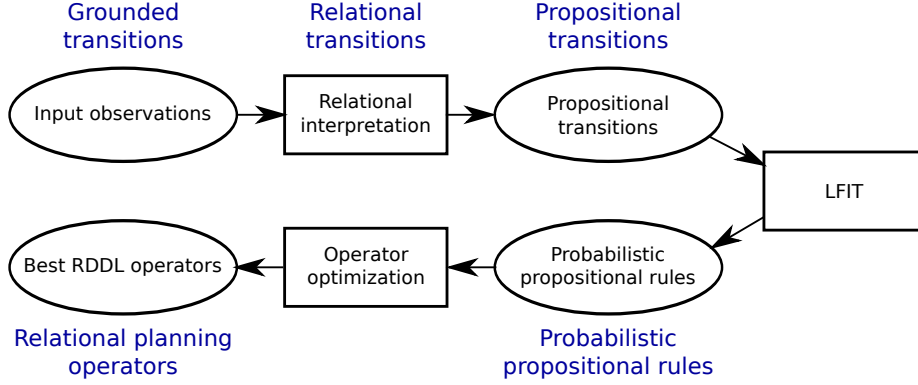 Grounded
transitions
Relational
transitions
Propositional
transitions
Input observations
Relational
interpretation
Propositional
transitions
LFIT
Best RDDL operators
Operator
optimization
Probabilistic
propositional rules
Relational planning
operators
Probabilistic
propositional rules